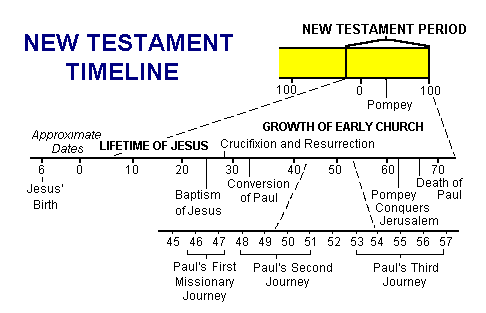 NEW TESTAMENT
TIMELINE
NEW TESTAMENT PERIOD
100 0 100
Pompey
Approximate
Dates
LIFETIME OF JESUS
GROWTH OF EARLY CHURCH
Crucifixion and Resurrection
6 0 10 20 30 40 50 60 70
Jesus'
Birth
Baptism
of Jesus
Conversion
of Paul
Pompey
Conquers
Jerusalem
Death of
Paul
45 46 47 48 49 50 51 52 53 54 55 56 57
Paul's First
Missionary
Journey
Paul's Second
Journey
Paul's Third
Journey